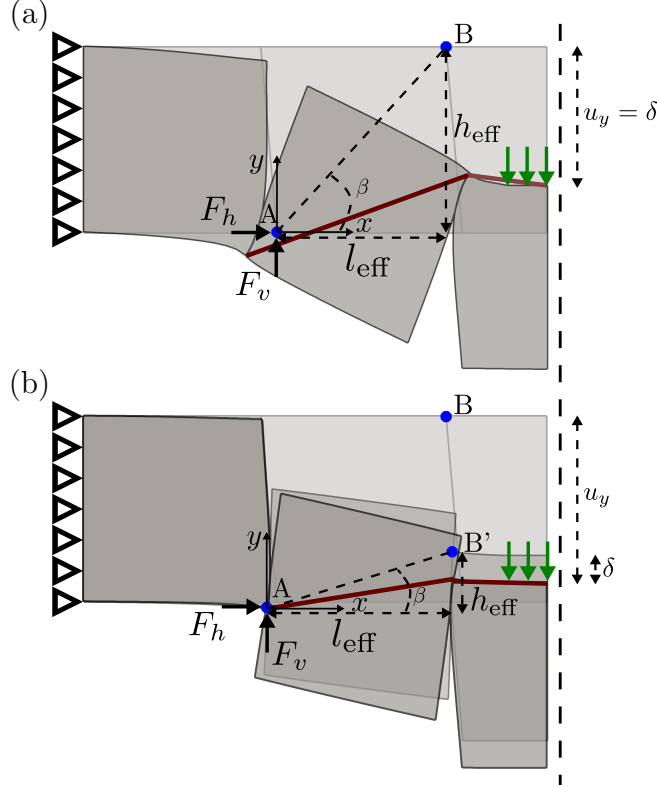 (a)
B
u_y = δ
h_eff
y
β
F_h
A
x
l_eff
F_v
(b)
B
u_y
y
B'
δ
A
β
x
h_eff
F_h
l_eff
F_v